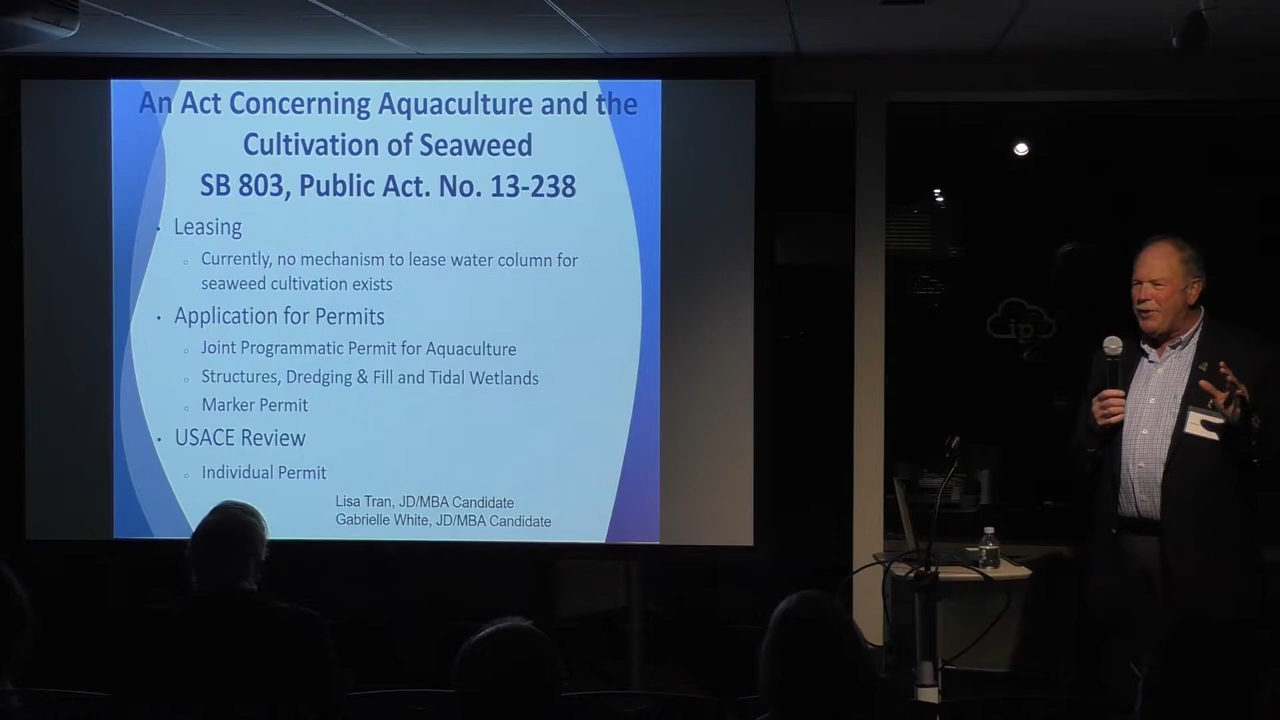 An Act Concerning Aquaculture and the
Cultivation of Seaweed
SB 803, Public Act. No. 13-238
Leasing
Currently, no mechanism to lease water column for
seaweed cultivation exists
Application for Permits
Joint Programmatic Permit for Aquaculture
Structures, Dredging & Fill and Tidal Wetlands
Marker Permit
USACE Review
Individual Permit
Lisa Tran, JD/MBA Candidate
Gabrielle White, JD/MBA Candidate
ip